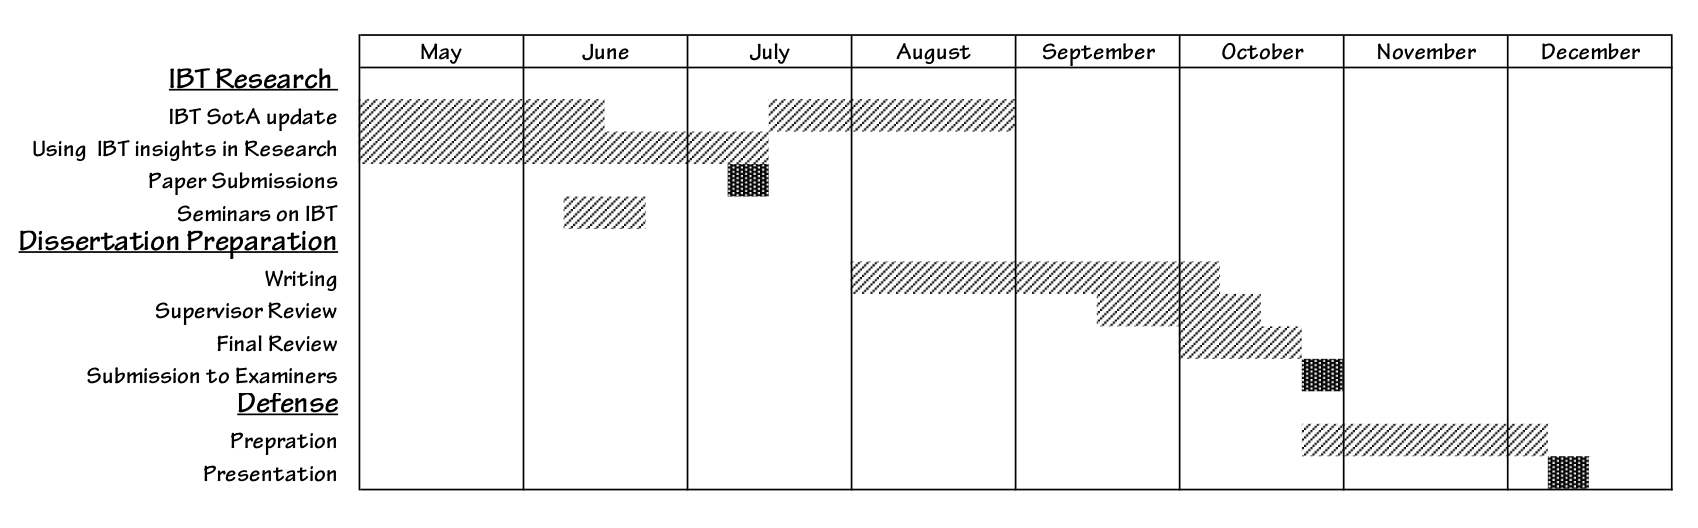 May June July August September October November December
IBT Research
IBT SotA update
Using IBT insights in Research
Paper Submissions
Seminars on IBT
Dissertation Preparation
Writing
Supervisor Review
Final Review
Submission to Examiners
Defense
Prepration
Presentation